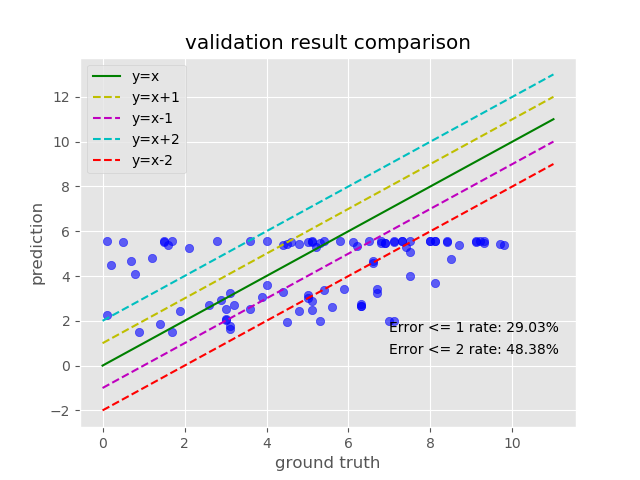 validation result comparison
y=x
y=x+1
y=x-1
y=x+2
y=x-2
12
10
8
6
4
2
0
−2
prediction
Error <= 1 rate: 29.03%
Error <= 2 rate: 48.38%
0 2 4 6 8 10
ground truth